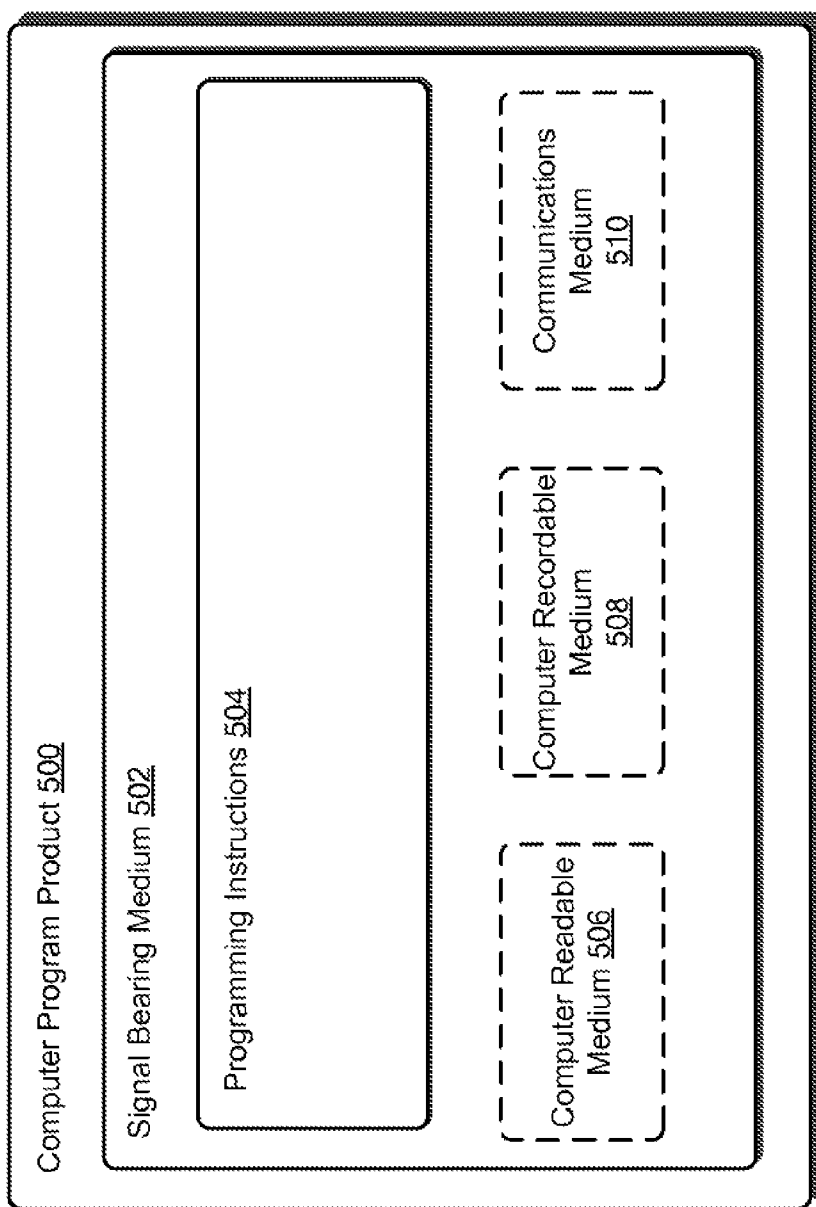 Computer Program Product 500
Signal Bearing Medium 502
Programming Instructions 504
Computer Readable
Medium 506
Computer Recordable
Medium
508
Communications
Medium
510